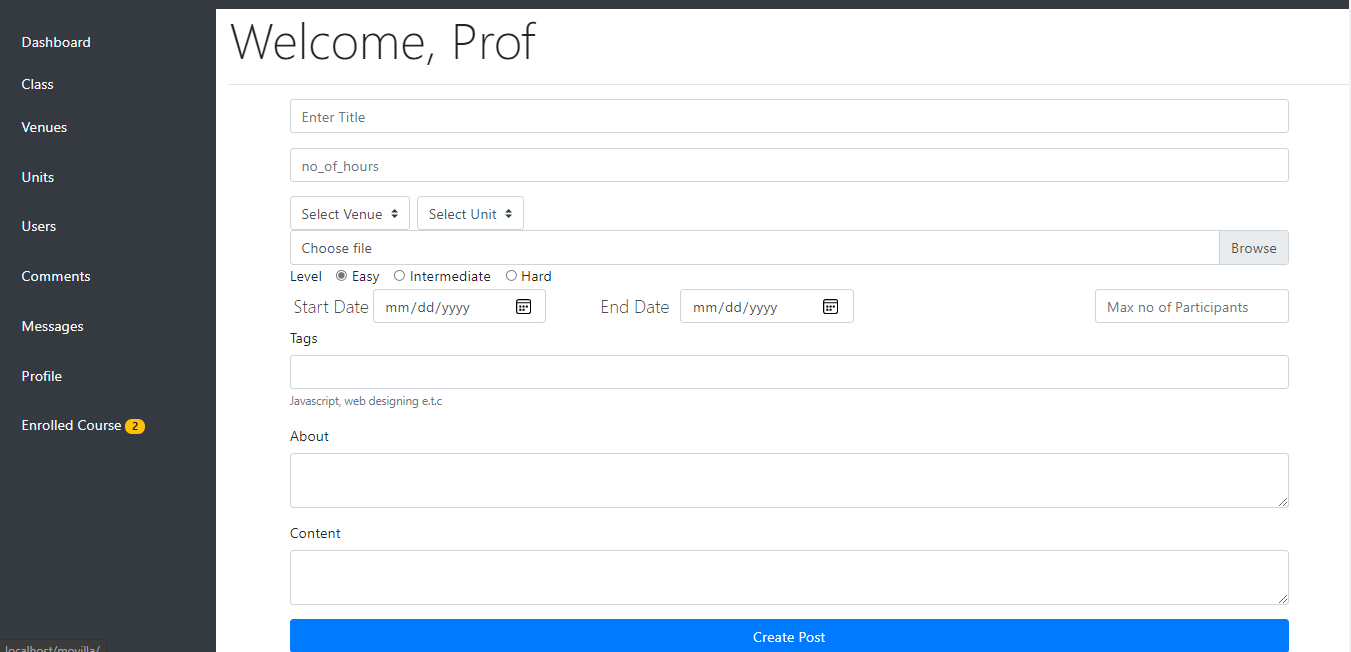 Welcome, Prof
Dashboard
Class
Venues
Units
Users
Comments
Messages
Profile
Enrolled Course 2
Enter Title
no_of_hours
Select Venue Select Unit
Choose file Browse
Level Easy Intermediate Hard
Start Date mm/dd/yyyy End Date mm/dd/yyyy Max no of Participants
Tags
Javascript, web designing e.t.c
About
Content
Create Post
localhost/movilla/